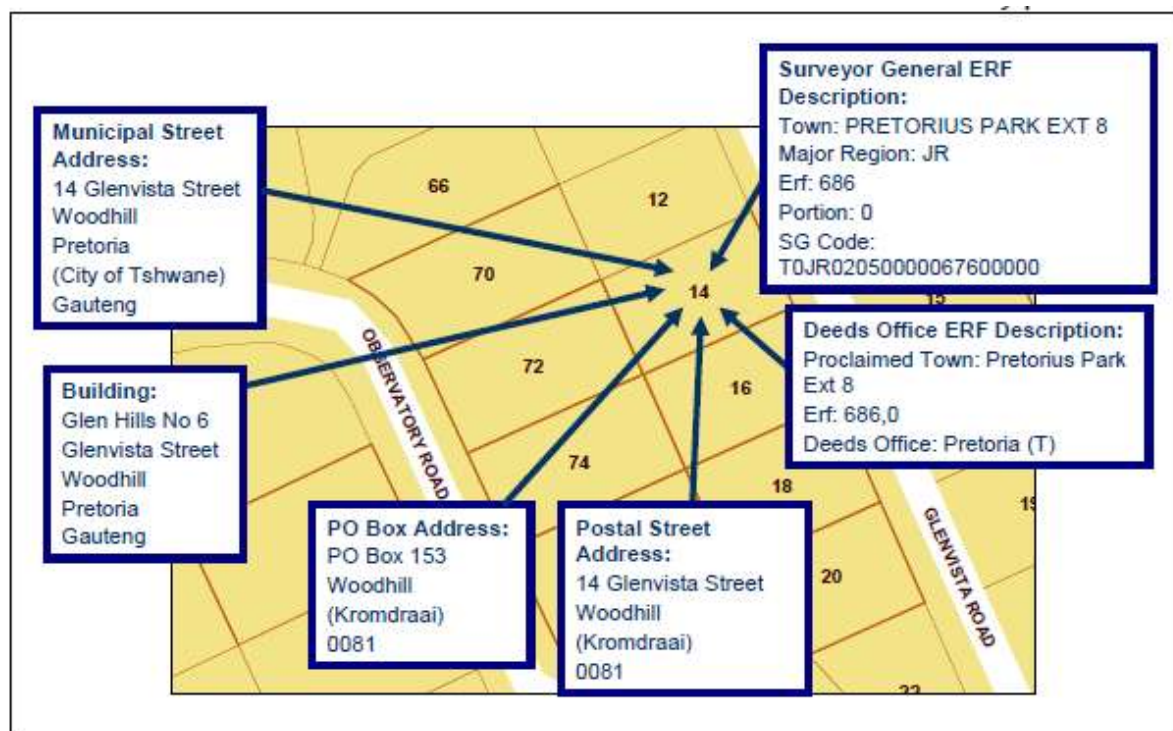 Surveyor General ERF
Description:
Town: PRETORIUS PARK EXT 8
Major Region: JR
Erf: 686
Portion: 0
SG Code:
T0JR02050000067600000
Municipal Street
Address:
14 Glenvista Street
Woodhill
Pretoria
(City of Tshwane)
Gauteng
66
12
70
14
15
Deeds Office ERF Description:
Proclaimed Town: Pretorius Park
Ext 8
Erf: 686,0
Deeds Office: Pretoria (T)
OBSERVATORY ROAD
72
16
Building:
Glen Hills No 6
Glenvista Street
Woodhill
Pretoria
Gauteng
74
18
GLENVISTA ROAD
20
PO Box Address:
PO Box 153
Woodhill
(Kromdraai)
0081
Postal Street
Address:
14 Glenvista Street
Woodhill
(Kromdraai)
0081